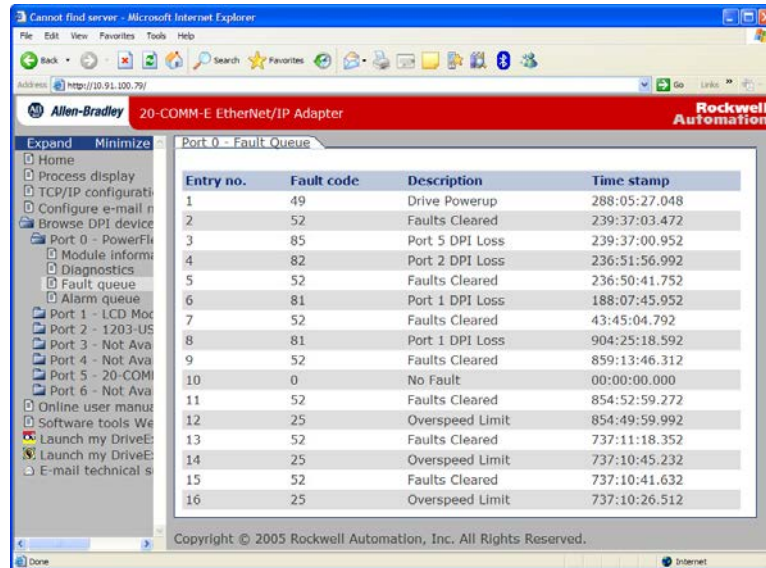 Cannot find server - Microsoft Internet Explorer
File Edit View Favorites Tools Help
Back Search Favorites
Address http://10.91.100.79/ Go Links »
Allen-Bradley 20-COMM-E EtherNet/IP Adapter Rockwell Automation
Expand Minimize
Home
Process display
TCP/IP configurati
Configure e-mail n
Browse DPI device
Port 0 - PowerFle
Module informa
Diagnostics
Fault queue
Alarm queue
Port 1 - LCD Mod
Port 2 - 1203-US
Port 3 - Not Ava
Port 4 - Not Ava
Port 5 - 20-COMI
Port 6 - Not Ava
Online user manua
Software tools We
Launch my DriveE
Launch my DriveE
E-mail technical s
Port 0 - Fault Queue
Entry no. Fault code Description Time stamp
1 49 Drive Powerup 288:05:27.048
2 52 Faults Cleared 239:37:03.472
3 85 Port 5 DPI Loss 239:37:00.952
4 82 Port 2 DPI Loss 236:51:56.992
5 52 Faults Cleared 236:50:41.752
6 81 Port 1 DPI Loss 188:07:45.952
7 52 Faults Cleared 43:45:04.792
8 81 Port 1 DPI Loss 904:25:18.592
9 52 Faults Cleared 859:13:46.312
10 0 No Fault 00:00:00.000
11 52 Faults Cleared 854:52:59.272
12 25 Overspeed Limit 854:49:59.992
13 52 Faults Cleared 737:11:18.352
14 25 Overspeed Limit 737:10:45.232
15 52 Faults Cleared 737:10:41.632
16 25 Overspeed Limit 737:10:26.512
Copyright © 2005 Rockwell Automation, Inc. All Rights Reserved.
Done Internet